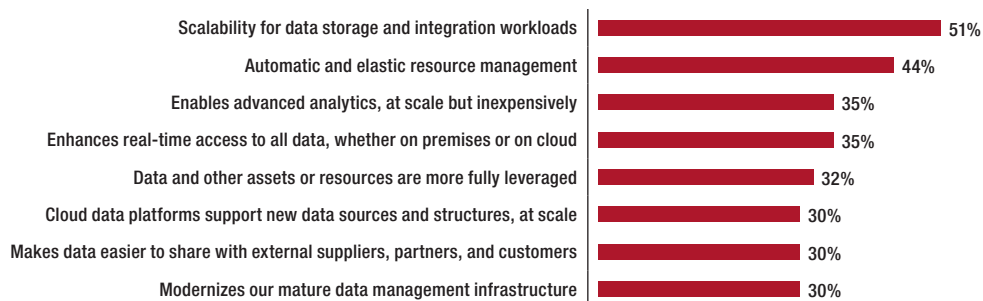 Scalability for data storage and integration workloads 51%
Automatic and elastic resource management 44%
Enables advanced analytics, at scale but inexpensively 35%
Enhances real-time access to all data, whether on premises or on cloud 35%
Data and other assets or resources are more fully leveraged 32%
Cloud data platforms support new data sources and structures, at scale 30%
Makes data easier to share with external suppliers, partners, and customers 30%
Modernizes our mature data management infrastructure 30%